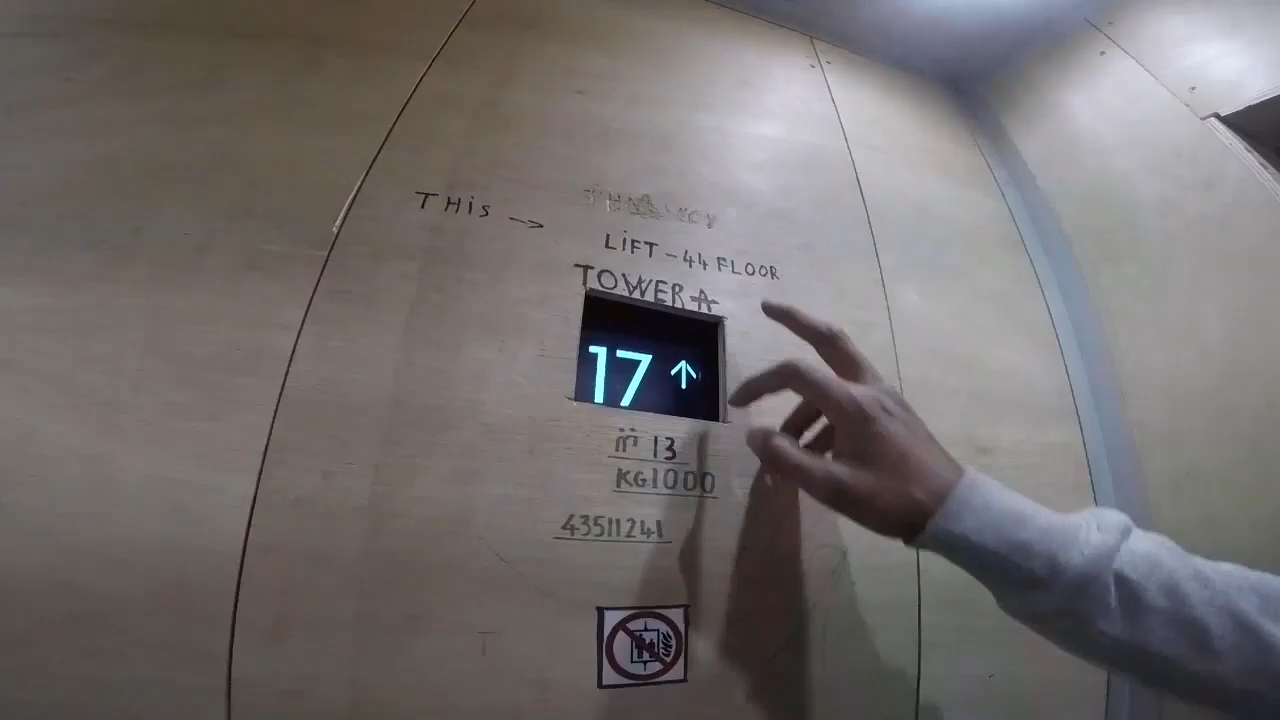 THis →
LiFT - 44 FLOOR
TOWER A
17 ↑
m̈ 13
KG1000
43511241